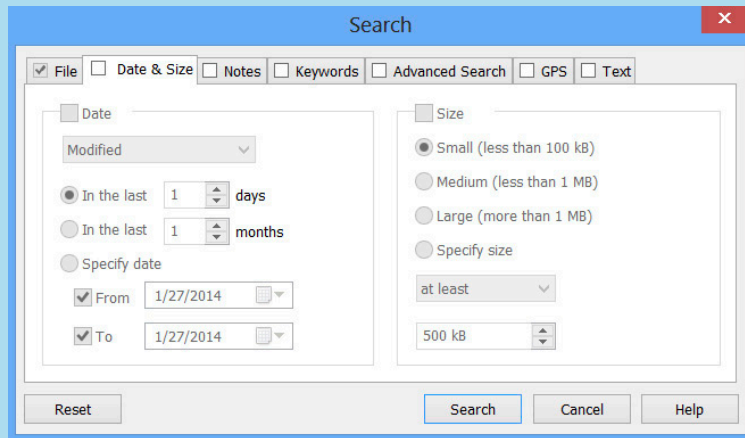 Search
File Date & Size Notes Keywords Advanced Search GPS Text
Date
Modified
In the last 1 days
In the last 1 months
Specify date
From 1/27/2014
To 1/27/2014
Size
Small (less than 100 kB)
Medium (less than 1 MB)
Large (more than 1 MB)
Specify size
at least
500 kB
Reset Search Cancel Help